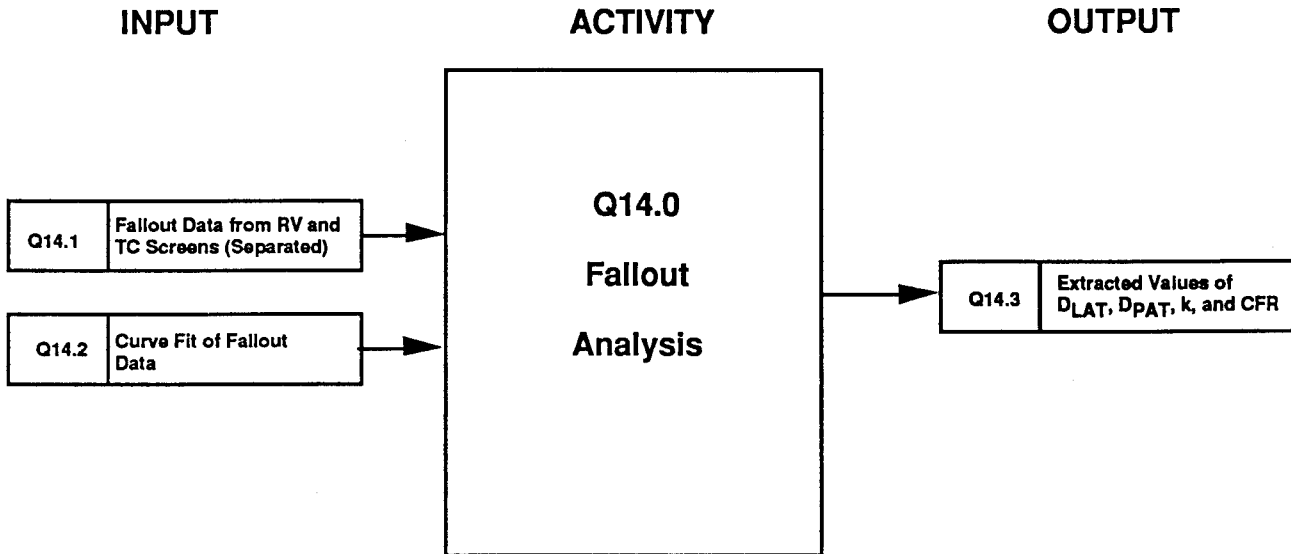 INPUT
ACTIVITY
OUTPUT
Q14.1
Fallout Data from RV and
TC Screens (Separated)
Q14.2
Curve Fit of Fallout
Data
Q14.0
Fallout
Analysis
Q14.3
Extracted Values of
DLAT, DPAT, k, and CFR